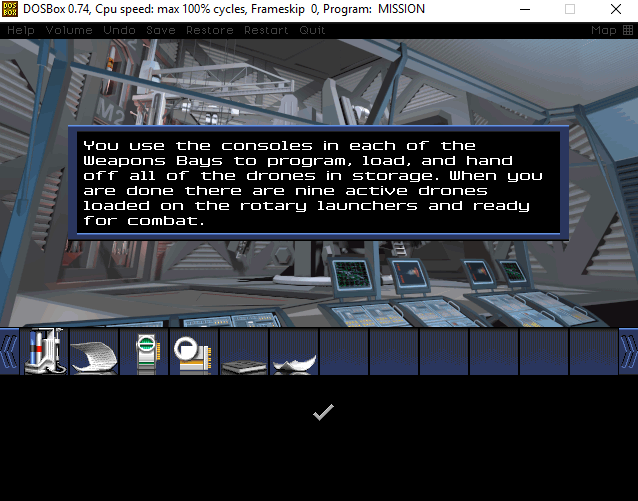 DOSBox 0.74, Cpu speed: max 100% cycles, Frameskip 0, Program: MISSION
Help Volume Undo Save Restore Restart Quit Map
M2
You use the consoles in each of the
Weapons Bays to program, load, and hand
off all of the drones in storage. When you
are done there are nine active drones
loaded on the rotary launchers and ready
for combat.